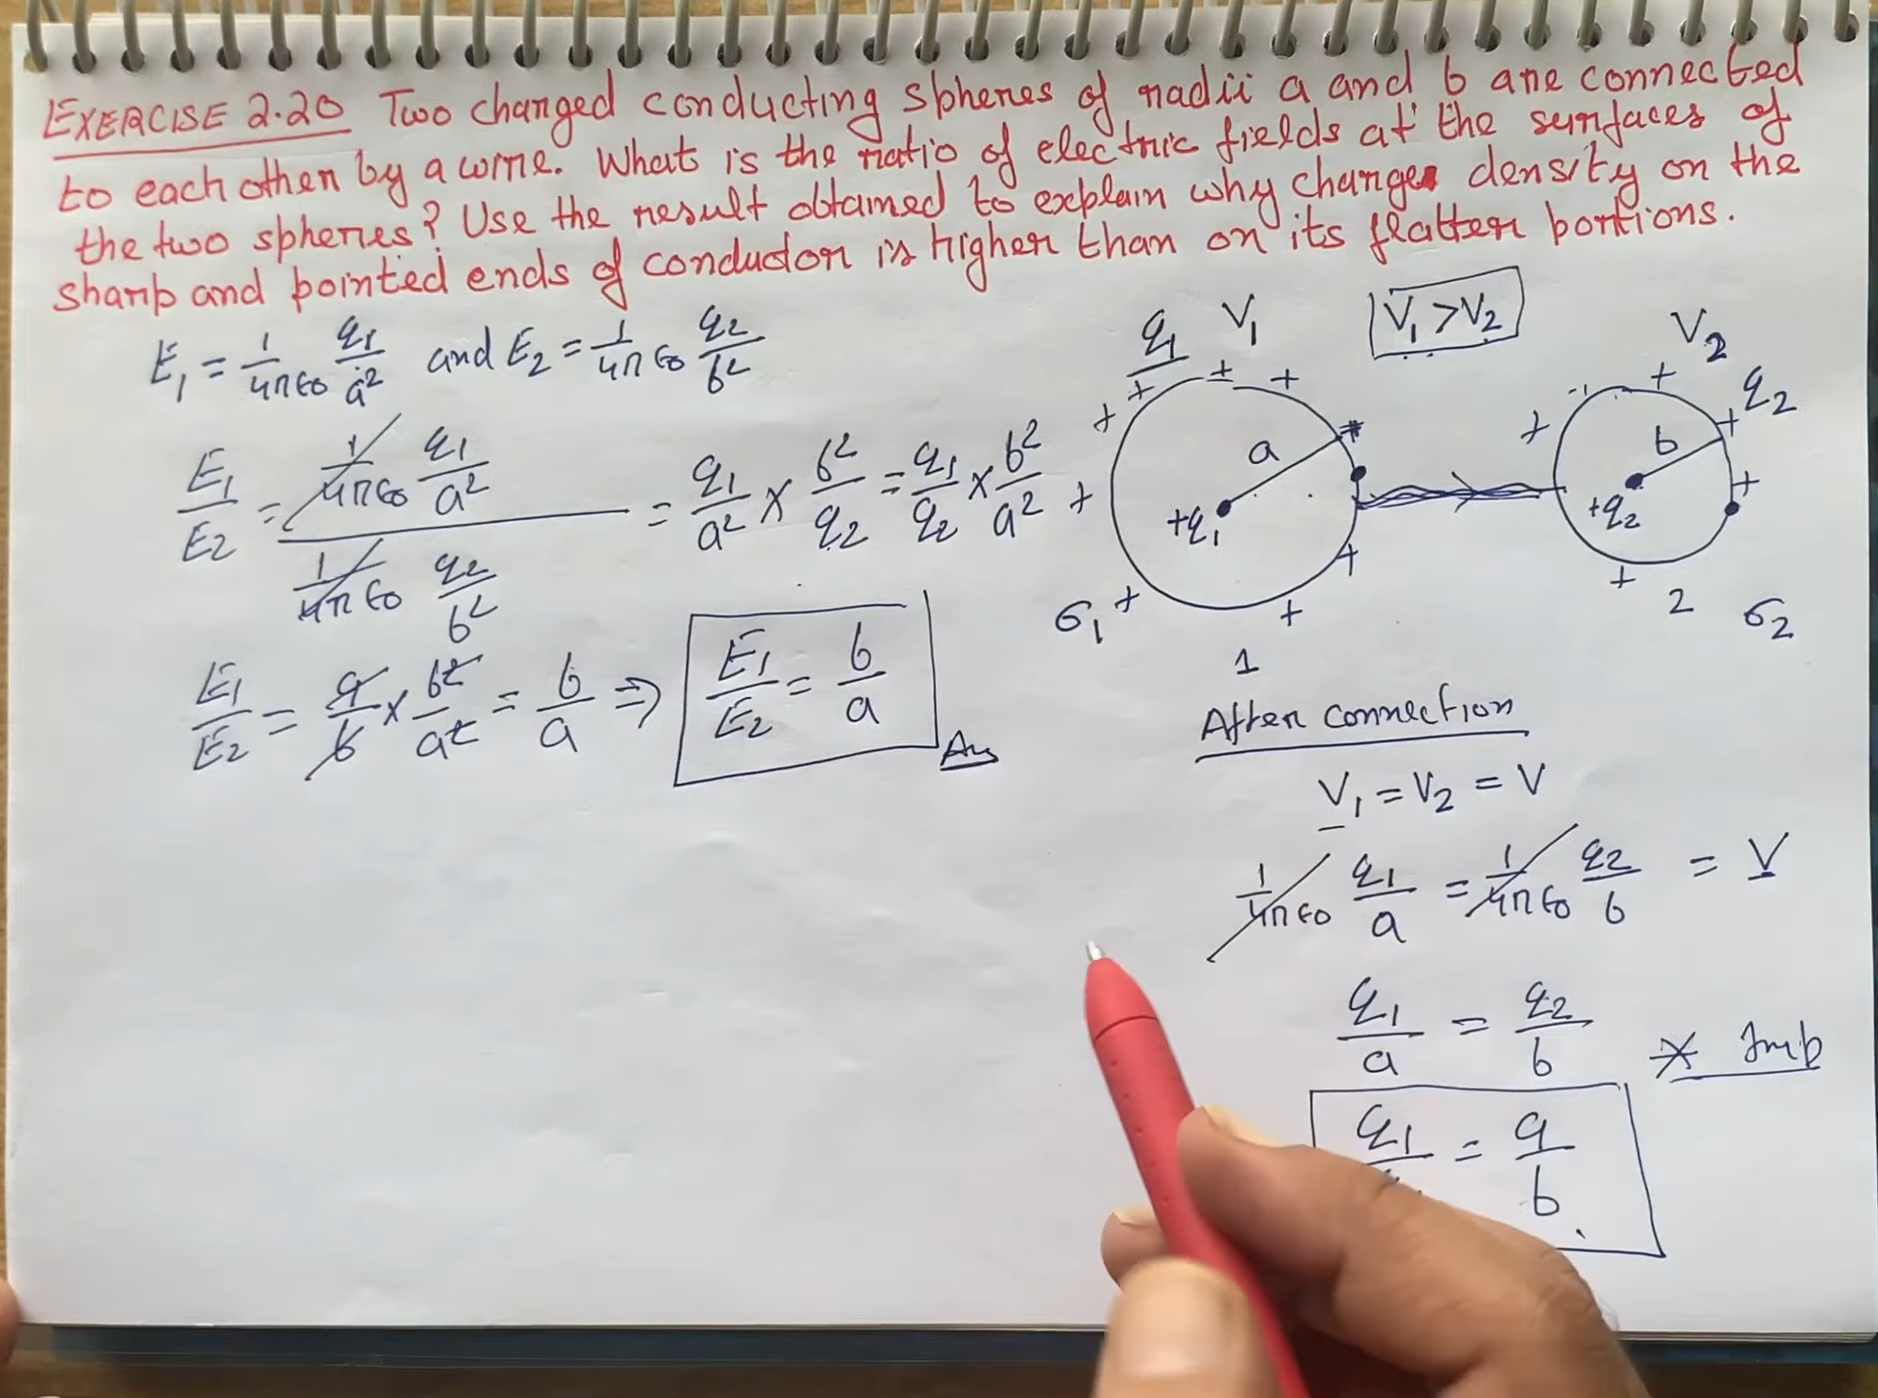 EXERCISE 2.20 Two charged conducting spheres of radii a and b are connected
to each other by a wire. What is the ratio of electric fields at the surfaces of
the two spheres? Use the result obtained to explain why charge density on the
sharp and pointed ends of conductor is higher than on its flatter portions.
E₁ = 1/4πϵ₀ q₁/a² and E₂ = 1/4πϵ₀ q₂/b²
E₁/E₂ = (1/4πϵ₀ q₁/a²)/(1/4πϵ₀ q₂/b²) = q₁/a² × b²/q₂ = q₁/q₂ × b²/a²
E₁/E₂ = a/b × b²/a² = b/a ⇒ E₁/E₂ = b/a Ans
q₁ V₁ V₁ > V₂ V₂
+ + + + + q₂
+ a + b +
+ +q₁ +q₂ +
σ₁ + + + + 2 σ₂
1
After connection
V₁ = V₂ = V
1/4πϵ₀ q₁/a = 1/4πϵ₀ q₂/b = V
q₁/a = q₂/b * Imp
q₁ = a/b